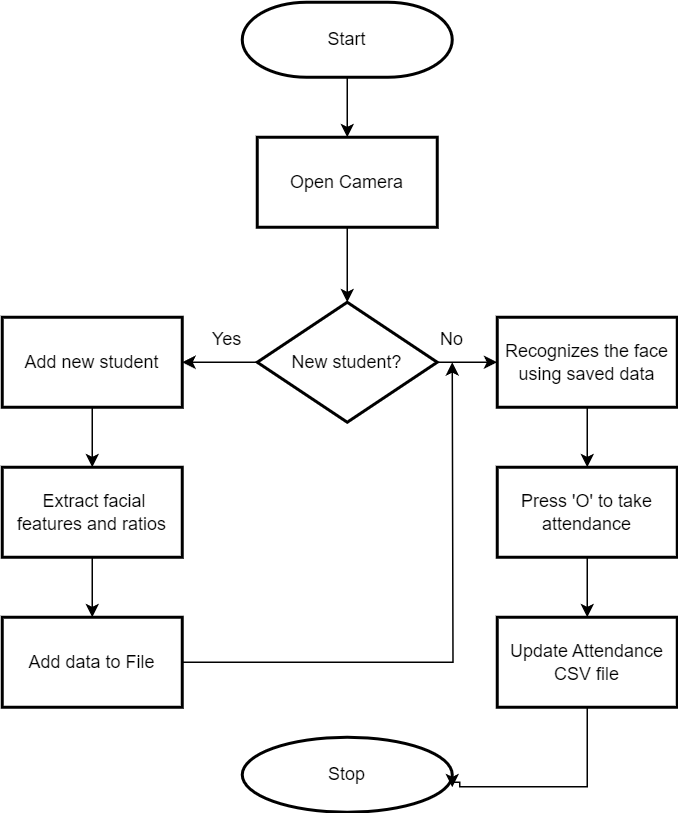 Start
Open Camera
Yes
No
Add new student
New student?
Recognizes the face
using saved data
Extract facial
features and ratios
Press 'O' to take
attendance
Add data to File
Update Attendance
CSV file
Stop